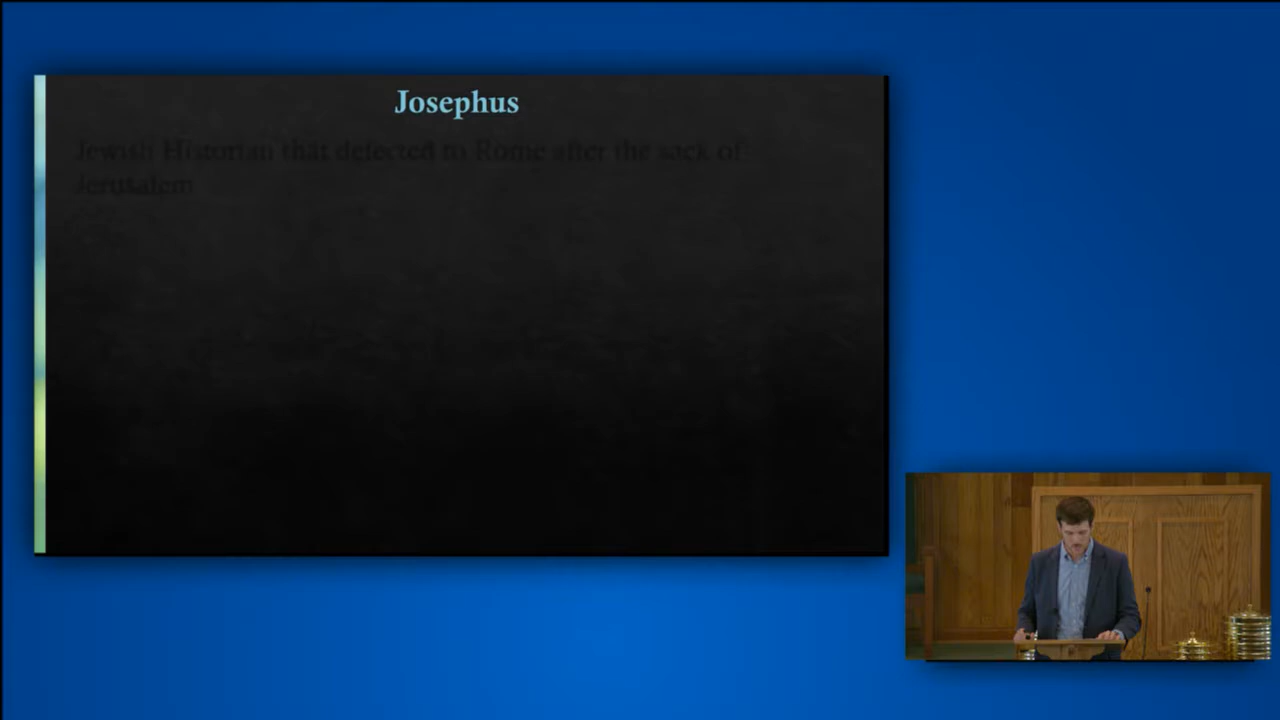 Josephus
Jewish Historian that defected to Rome after the sack of
Jerusalem